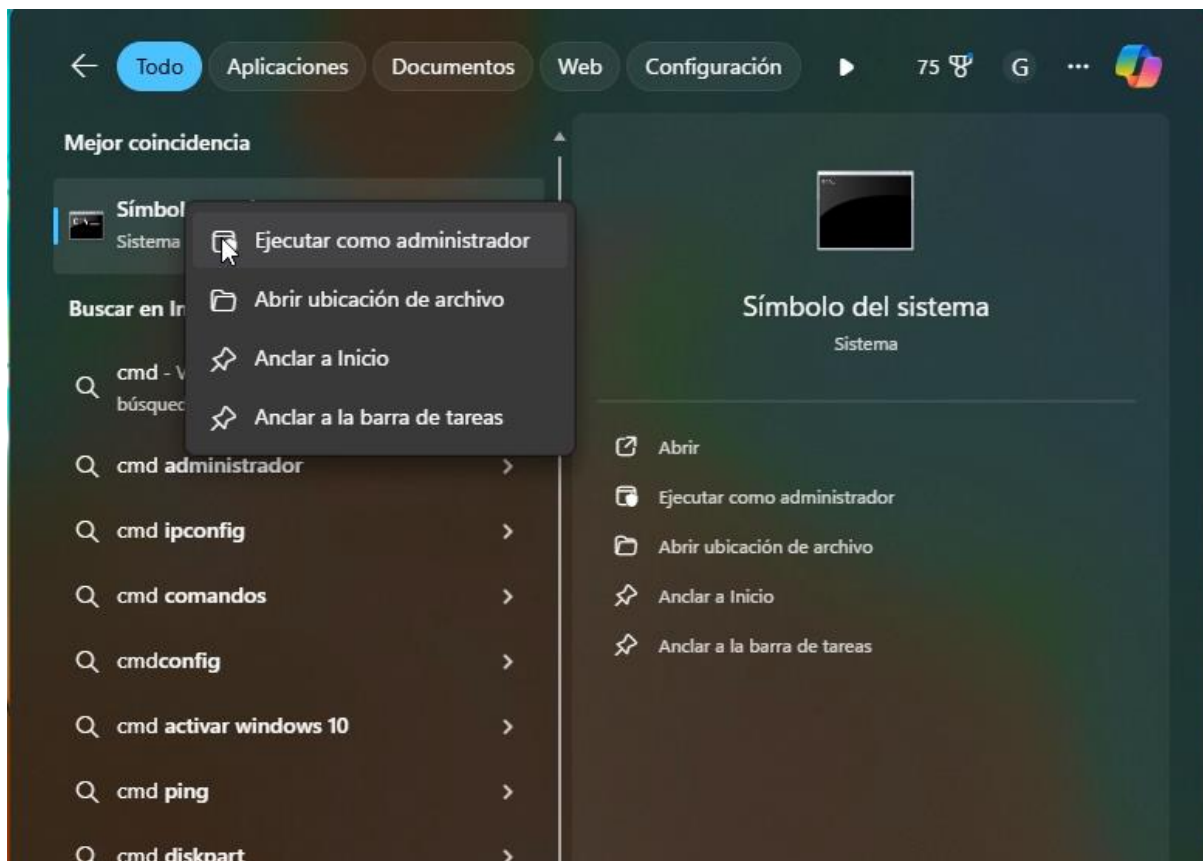 Todo Aplicaciones Documentos Web Configuración 75 G
Mejor coincidencia
Símbol
Sistema
Ejecutar como administrador
Abrir ubicación de archivo
Anclar a Inicio
Anclar a la barra de tareas
Buscar en In
cmd - V
búsqued
cmd administrador
cmd ipconfig
cmd comandos
cmdconfig
cmd activar windows 10
cmd ping
cmd diskpart
Símbolo del sistema
Sistema
Abrir
Ejecutar como administrador
Abrir ubicación de archivo
Anclar a Inicio
Anclar a la barra de tareas